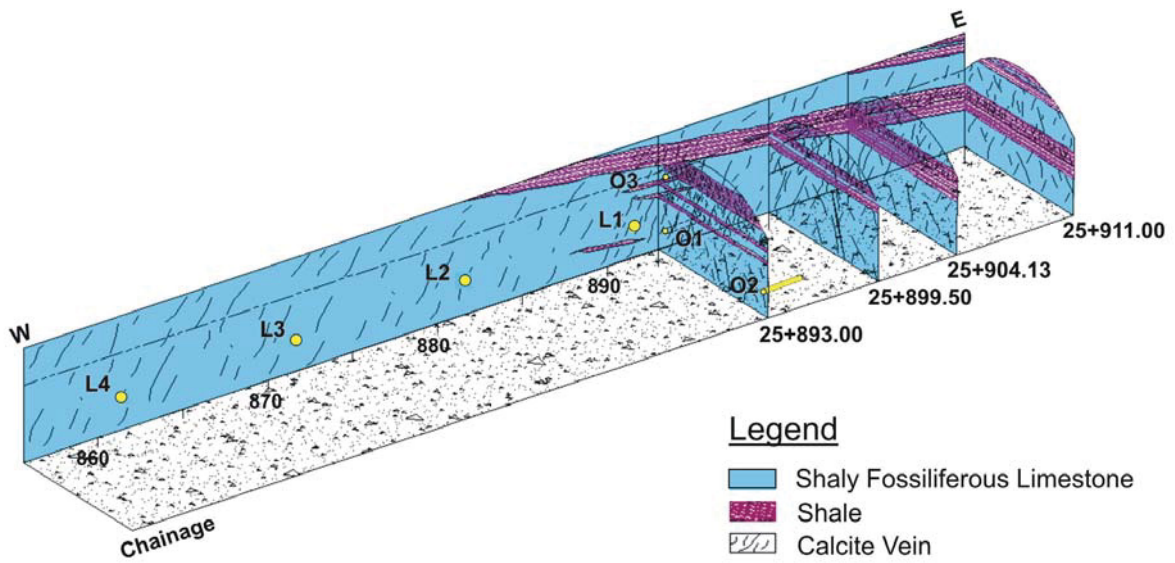 E
O3
L1
O1
25+911.00
L2
O2
890
25+904.13
25+899.50
W
L3
880
25+893.00
L4
870
860
Chainage
Legend
Shaly Fossiliferous Limestone
Shale
Calcite Vein